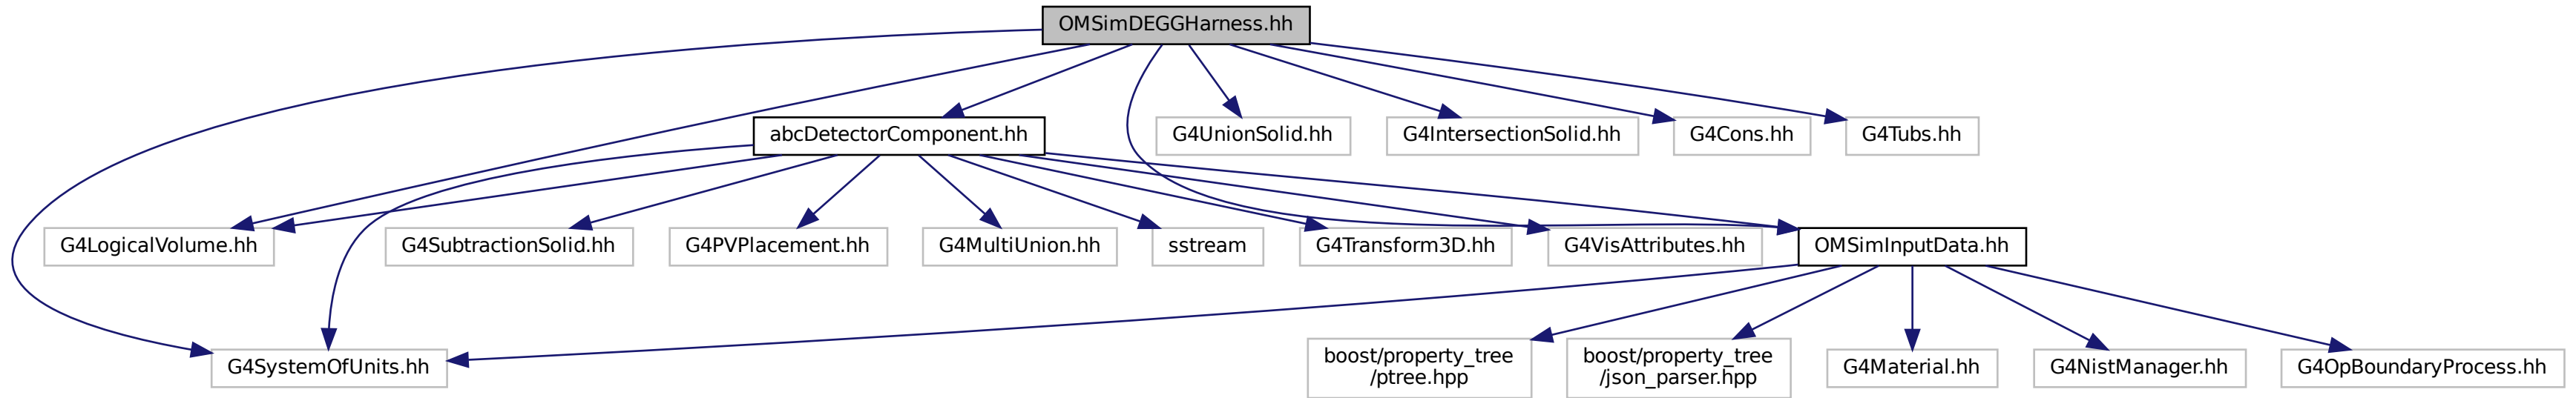 OMSimDEGGHarness.hh
abcDetectorComponent.hh
G4UnionSolid.hh
G4IntersectionSolid.hh
G4Cons.hh
G4Tubs.hh
G4LogicalVolume.hh
G4SubtractionSolid.hh
G4PVPlacement.hh
G4MultiUnion.hh
sstream
G4Transform3D.hh
G4VisAttributes.hh
OMSimInputData.hh
G4SystemOfUnits.hh
boost/property_tree
/ptree.hpp
boost/property_tree
/json_parser.hpp
G4Material.hh
G4NistManager.hh
G4OpBoundaryProcess.hh